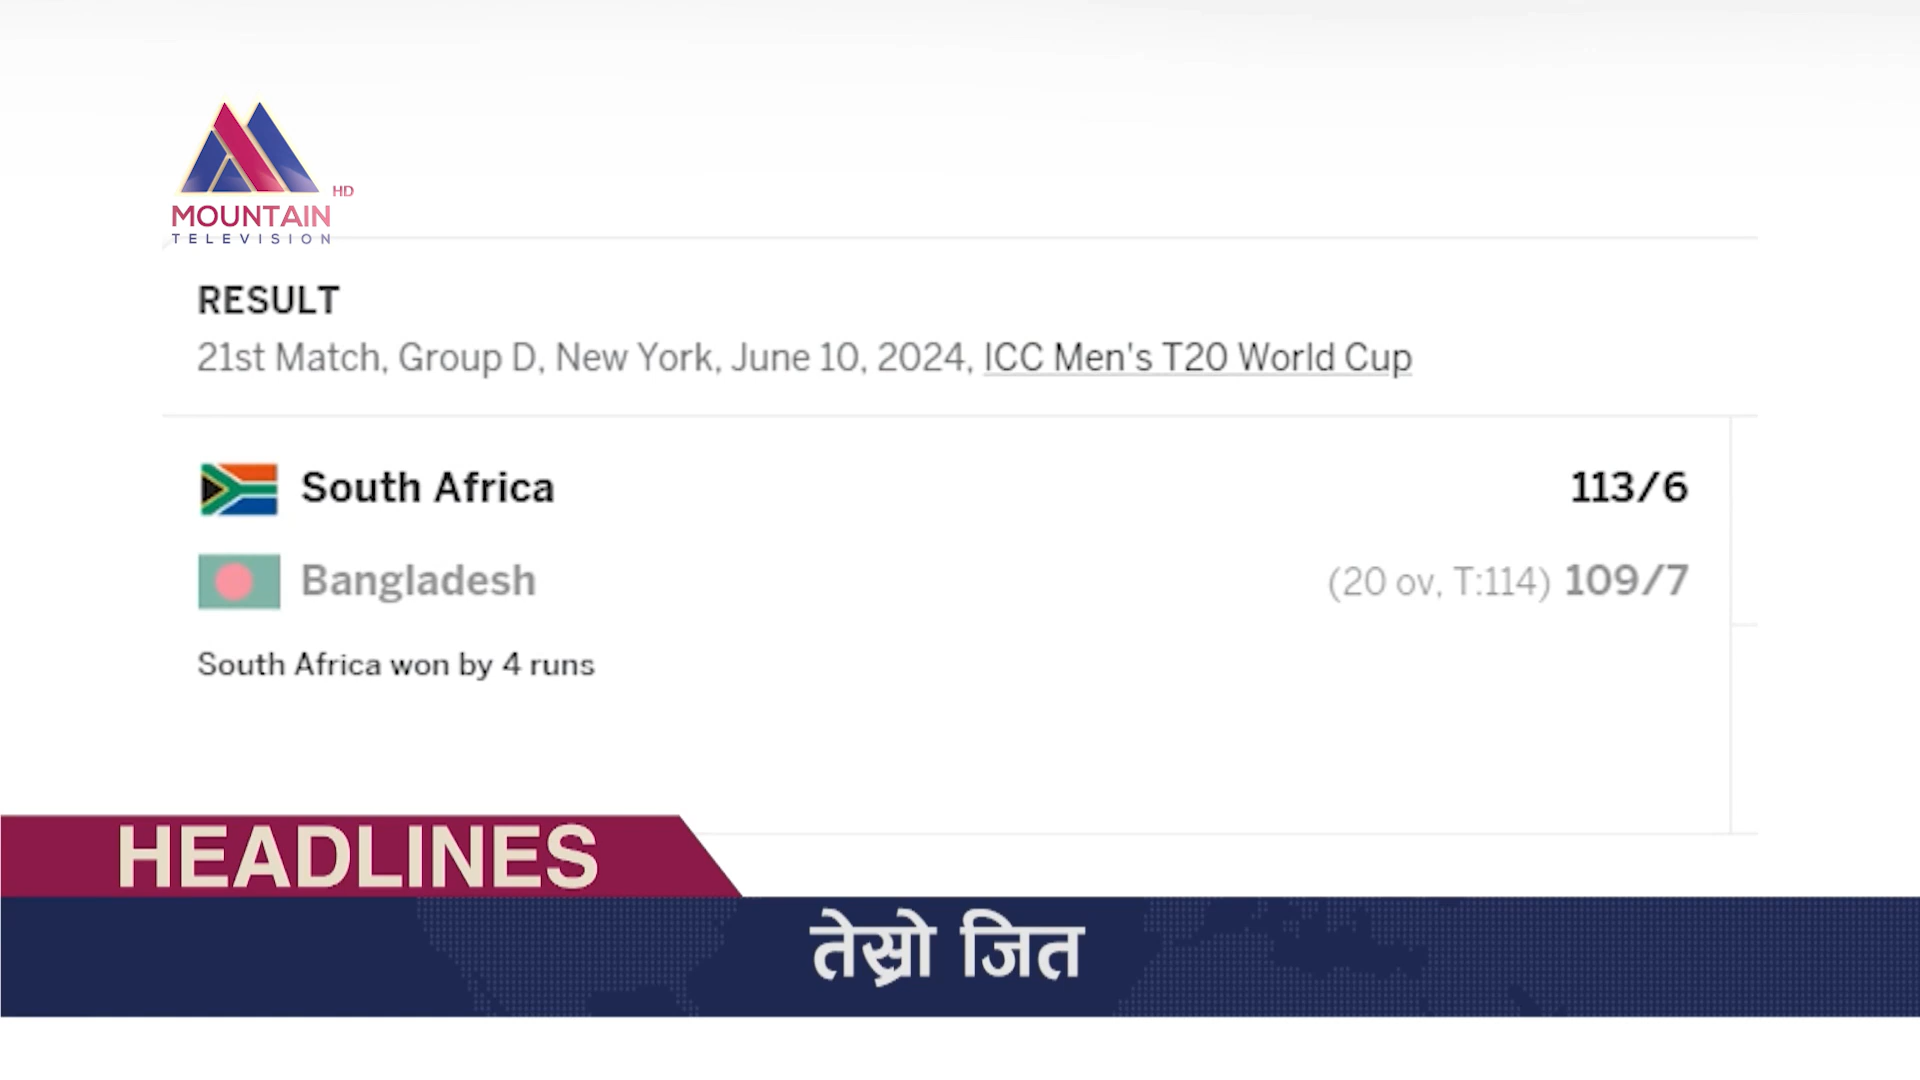 HD
MOUNTAIN
TELEVISION
RESULT
21st Match, Group D, New York, June 10, 2024, ICC Men's T20 World Cup
South Africa 113/6
Bangladesh (20 ov, T:114) 109/7
South Africa won by 4 runs
HEADLINES
तेस्रो जित